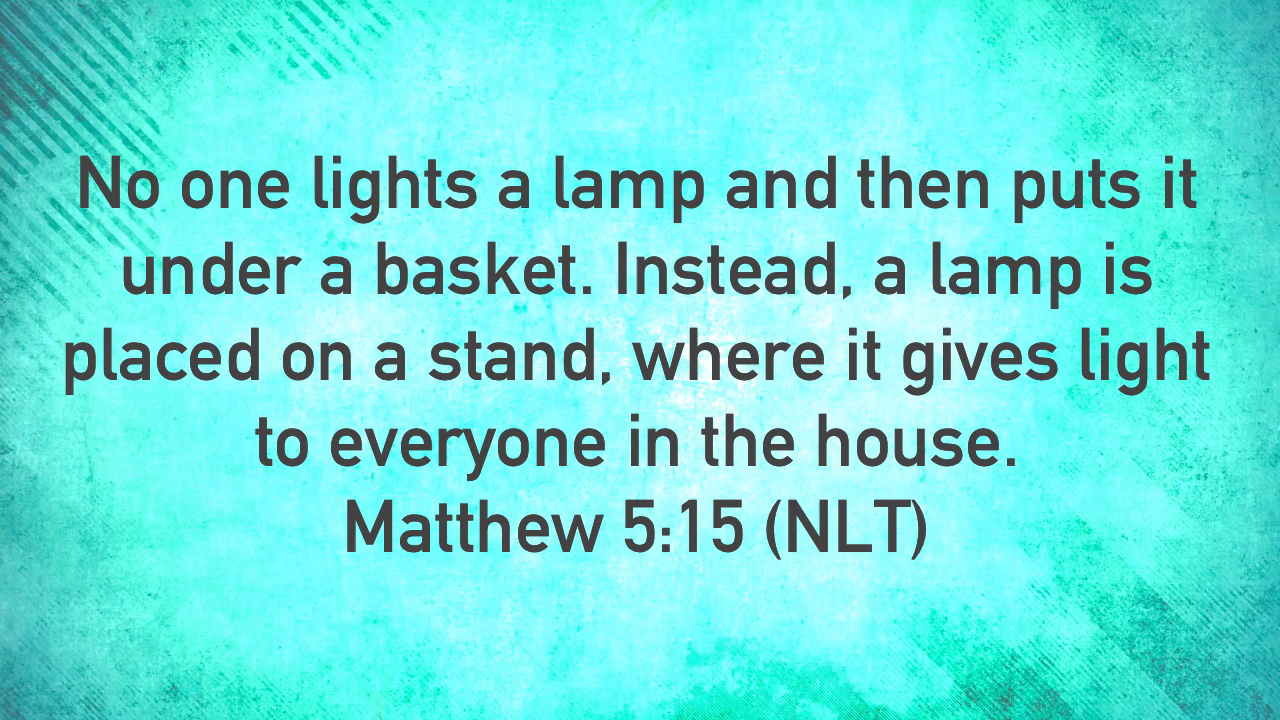 No one lights a lamp and then puts it
under a basket. Instead, a lamp is
placed on a stand, where it gives light
to everyone in the house.
Matthew 5:15 (NLT)